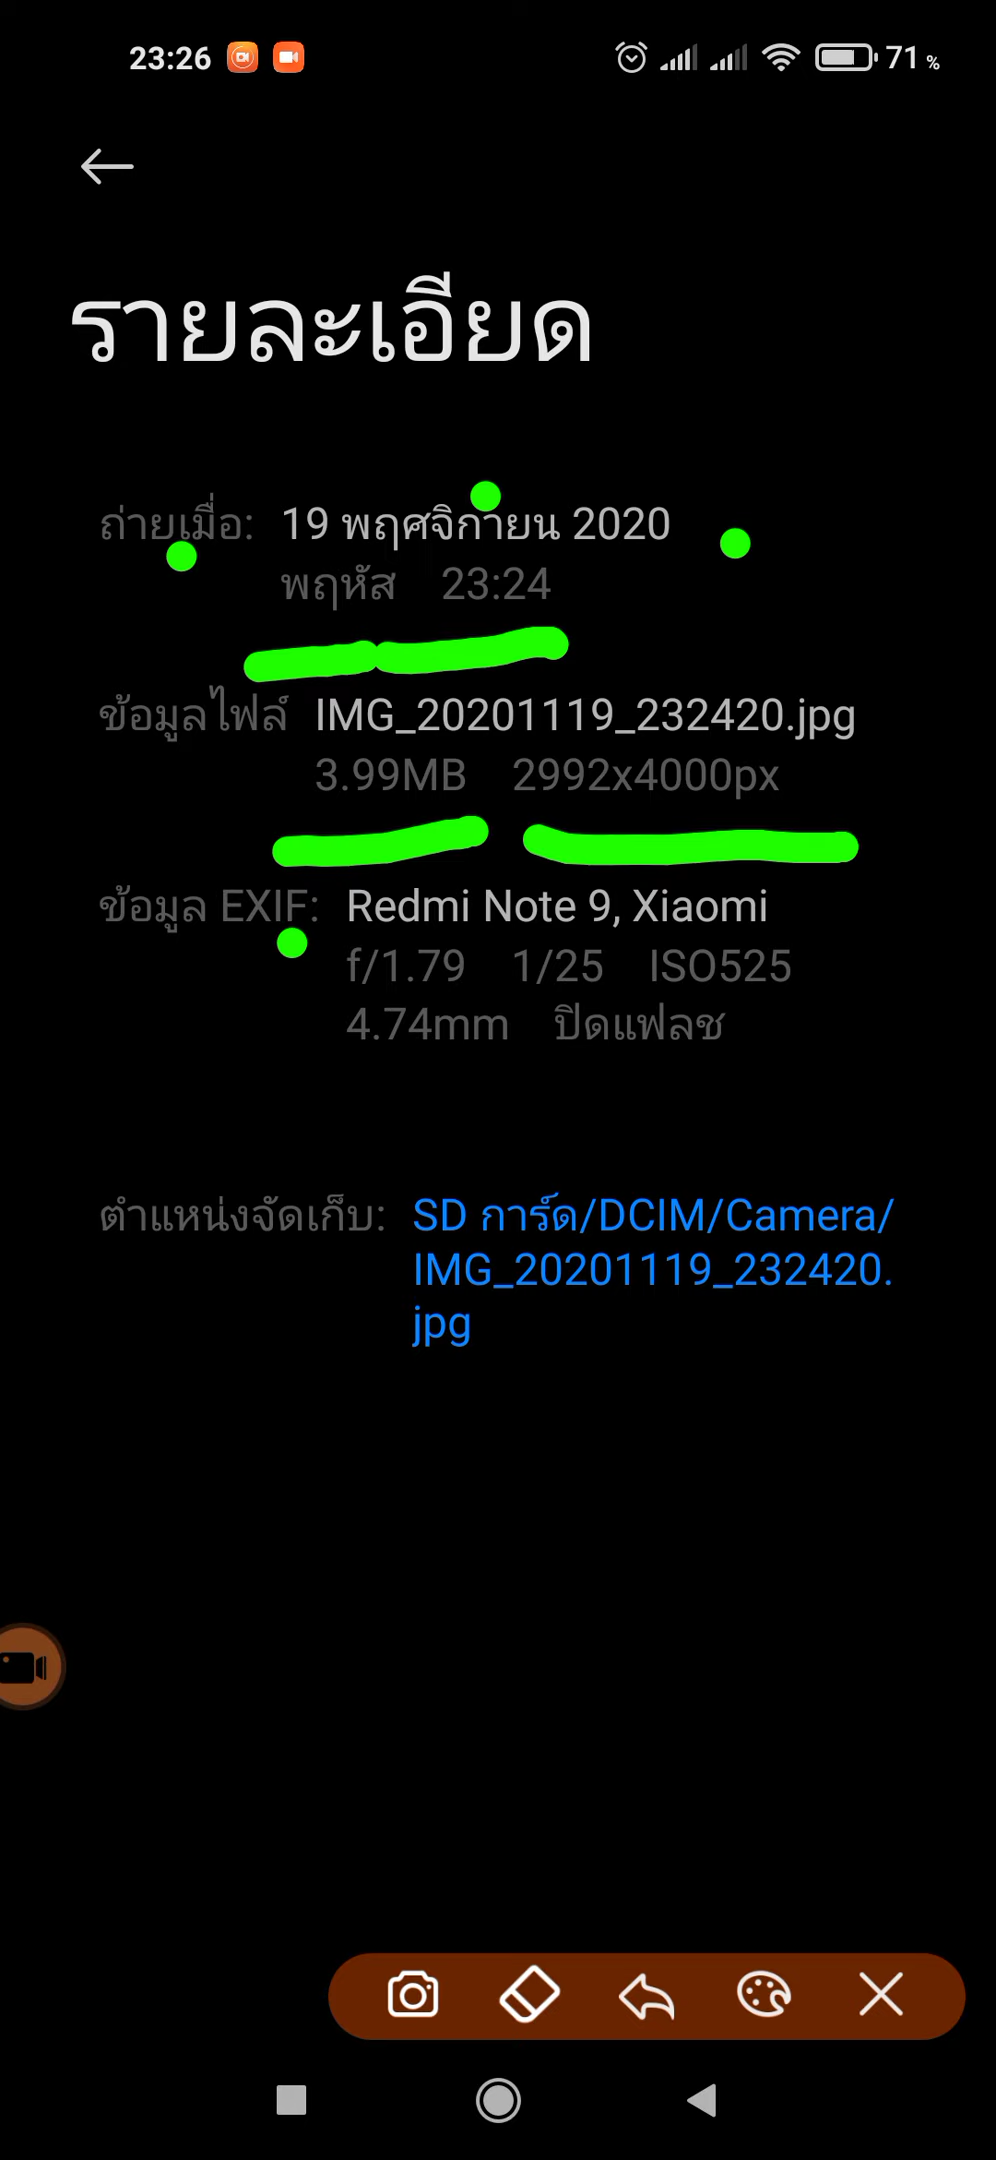 23:26 71 %
รายละเอียด
ถ่ายเมื่อ: 19 พฤศจิกายน 2020
พฤหัส 23:24
ข้อมูลไฟล์ IMG_20201119_232420.jpg
3.99MB 2992x4000px
ข้อมูล EXIF: Redmi Note 9, Xiaomi
f/1.79 1/25 ISO525
4.74mm ปิดแฟลช
ตำแหน่งจัดเก็บ: SD การ์ด/DCIM/Camera/
IMG_20201119_232420.
jpg